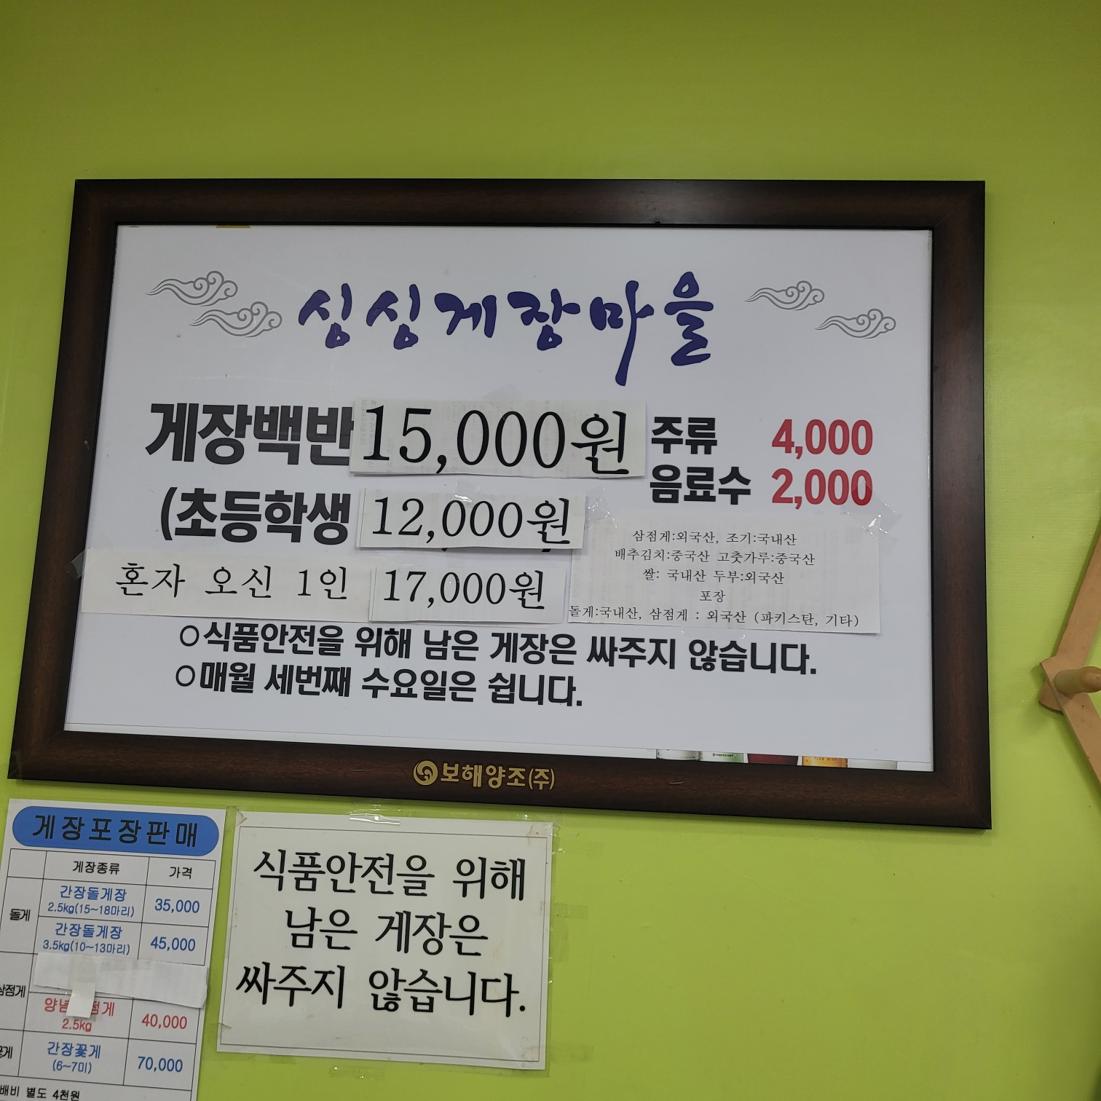 싱싱게장마을
게장백반 15,000원
(초등학생 12,000원
혼자 오신 1인 17,000원
주류 4,000
음료수 2,000
삼점게:외국산, 조기:국내산
배추김치:중국산 고춧가루:중국산
쌀: 국내산 두부:외국산
포장
돌게:국내산, 삼점게 : 외국산 (파키스탄, 기타)
○식품안전을 위해 남은 게장은 싸주지 않습니다.
○매월 세번째 수요일은 쉽니다.
보해양조(주)
게장포장판매
게장종류 가격
돌게
간장돌게장
2.5kg(15~18마리) 35,000
간장돌게장
3.5kg(10~13마리) 45,000
삼점게
2.5kg 40,000
간장꽃게
(6~7미) 70,000
별도 4천원
식품안전을 위해
남은 게장은
싸주지 않습니다.